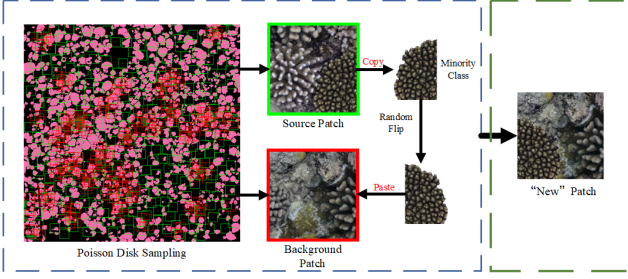 Copy
Minority
Class
Source Patch
Random
Flip
Paste
"New" Patch
Poisson Disk Sampling
Background
Patch